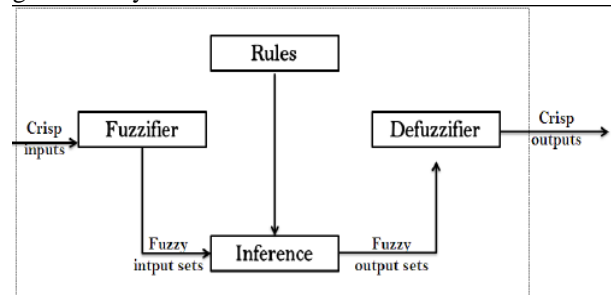 Rules
Crisp
inputs
Fuzzifier
Defuzzifier
Crisp
outputs
Fuzzy
intput sets
Inference
Fuzzy
output sets